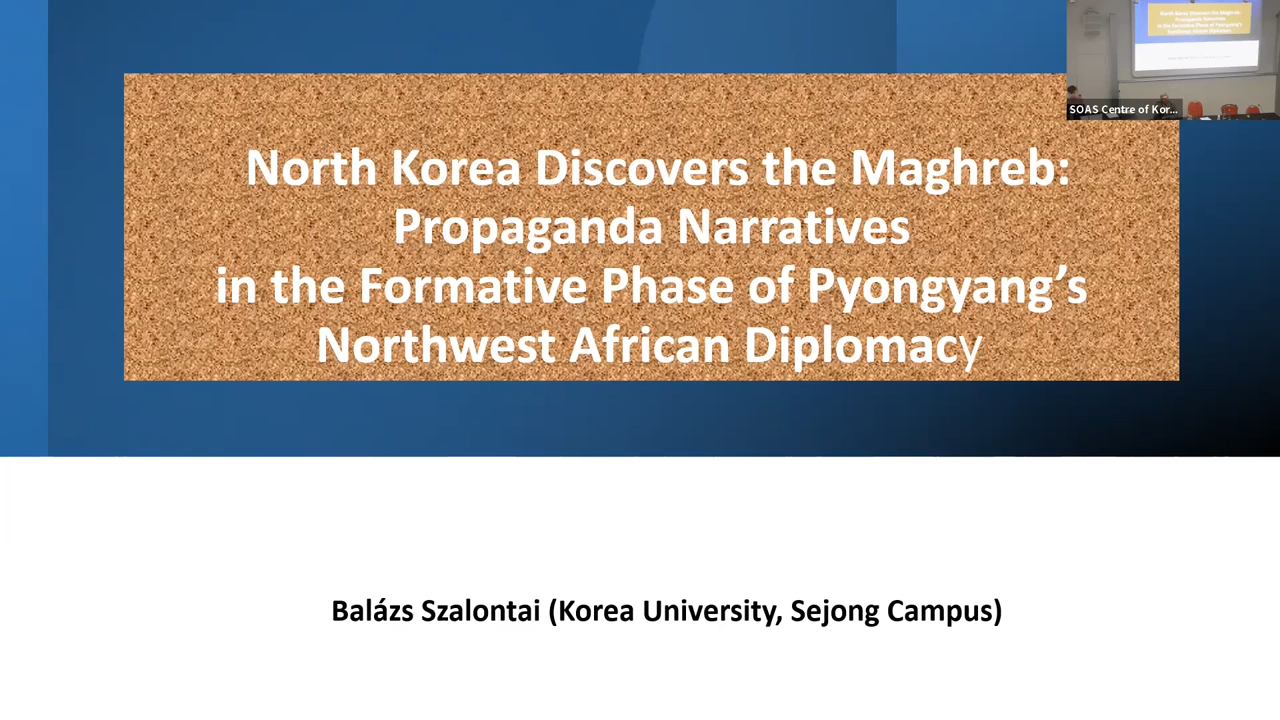 North Korea Discovers the Maghreb:
Propaganda Narratives
in the Formative Phase of Pyongyang's
Northwest African Diplomacy
SOAS Centre of Kor...
Balázs Szalontai (Korea University, Sejong Campus)